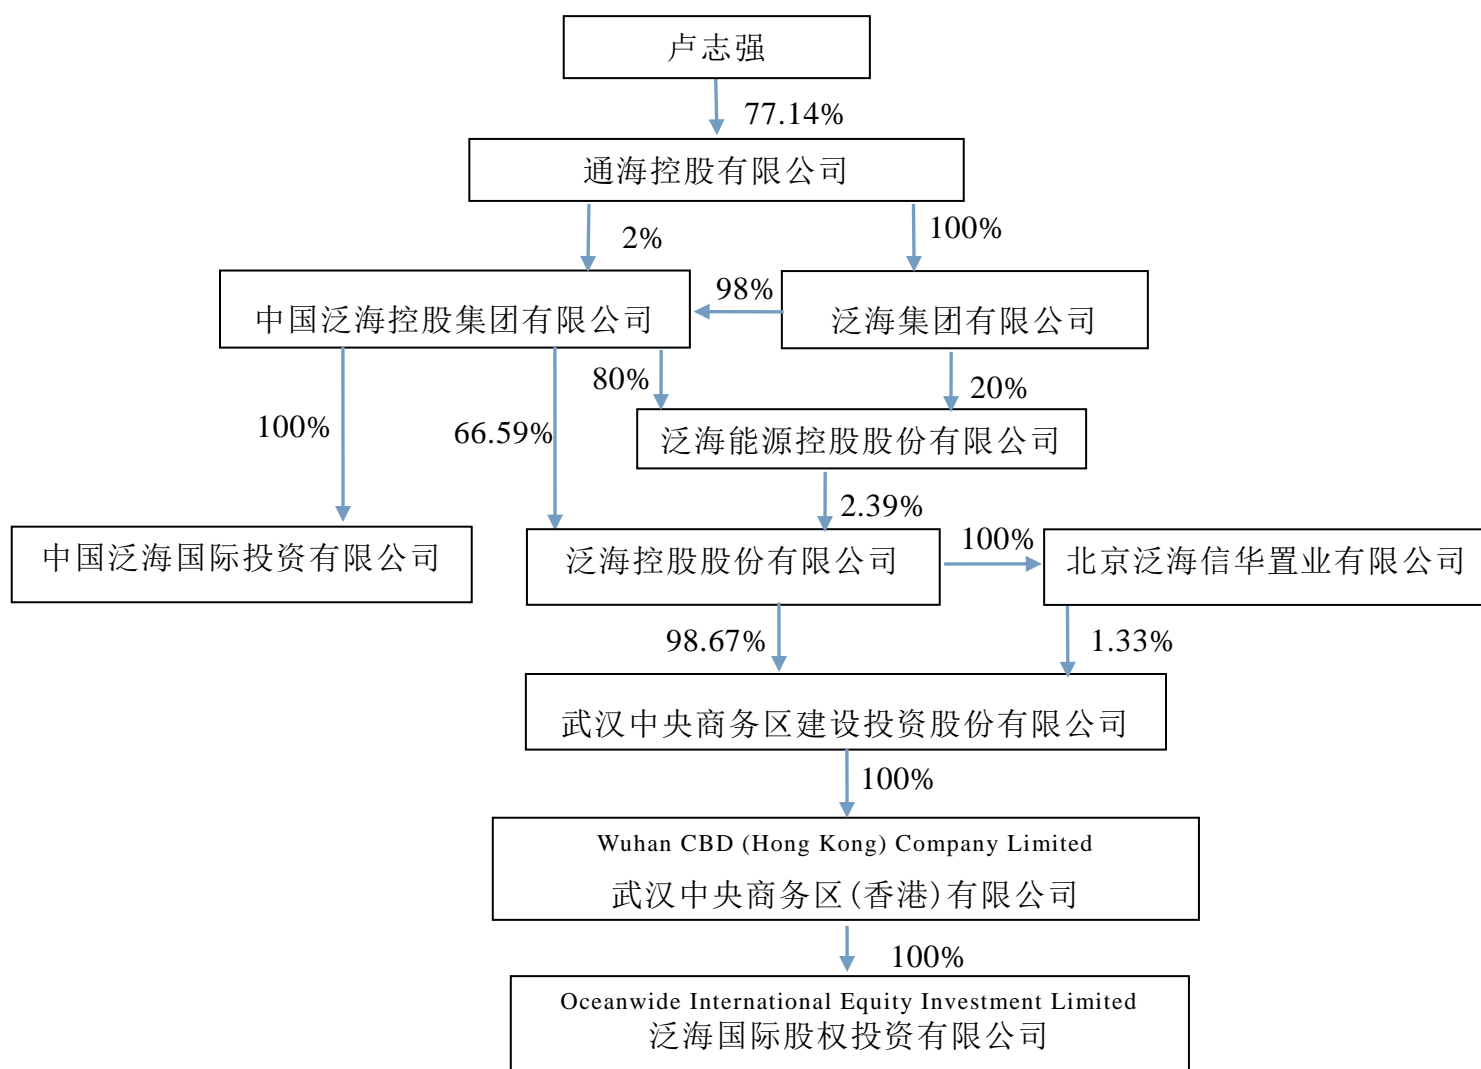 卢志强
77.14%
通海控股有限公司
2%
100%
中国泛海控股集团有限公司
98%
泛海集团有限公司
80%
20%
100%
66.59%
泛海能源控股股份有限公司
2.39%
中国泛海国际投资有限公司
泛海控股股份有限公司
100%
北京泛海信华置业有限公司
98.67%
1.33%
武汉中央商务区建设投资股份有限公司
100%
Wuhan CBD (Hong Kong) Company Limited
武汉中央商务区(香港)有限公司
100%
Oceanwide International Equity Investment Limited
泛海国际股权投资有限公司